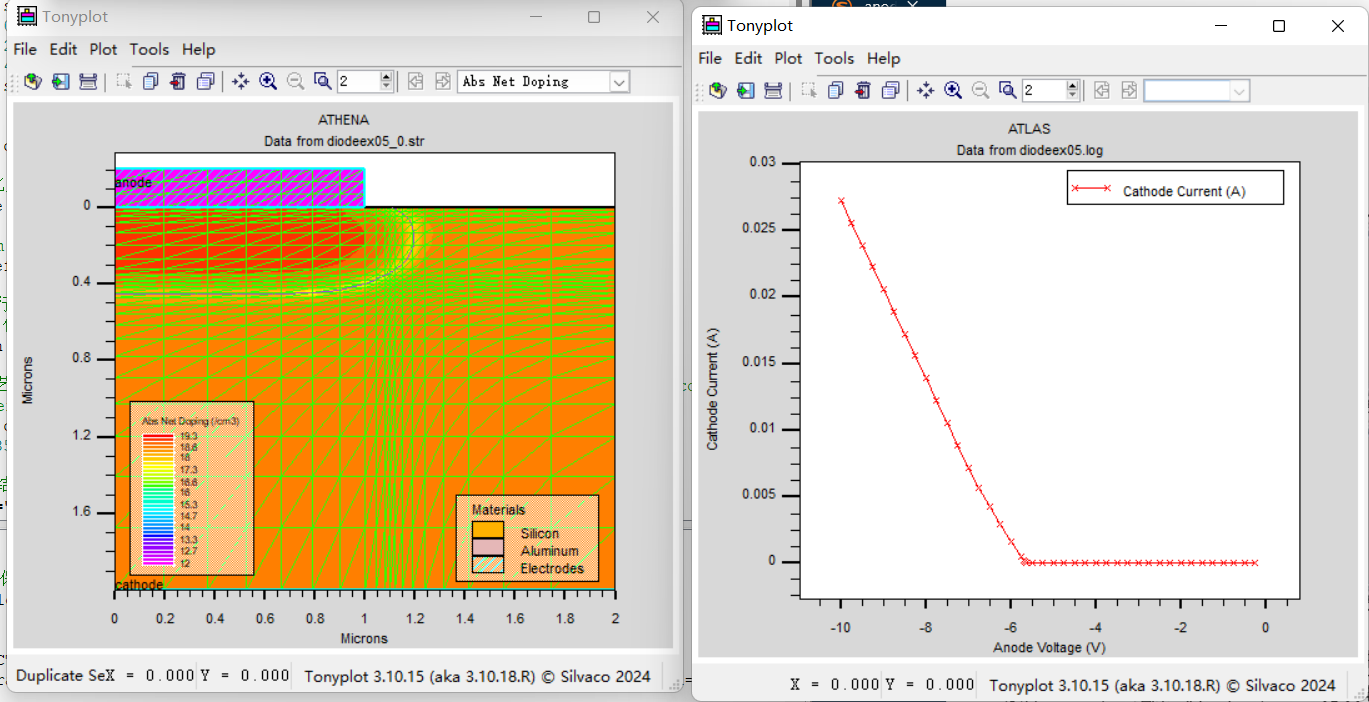 Tonyplot
File Edit Plot Tools Help
2
Abs Net Doping
ATHENA
Data from diodeex05_0.str
anode
0
0.4
0.8
1.2
1.6
Microns
Abs Net Doping (/cm3)
19.3
18.6
18
17.3
16.6
16
15.3
14.7
14
13.3
12.7
12
Materials
Silicon
Aluminum
Electrodes
cathode
0 0.2 0.4 0.6 0.8 1 1.2 1.4 1.6 1.8 2
Microns
Duplicate SeX = 0.000 Y = 0.000 Tonyplot 3.10.15 (aka 3.10.18.R) © Silvaco 2024
Tonyplot
File Edit Plot Tools Help
2
ATLAS
Data from diodeex05.log
0.03
0.025
0.02
0.015
0.01
0.005
0
Cathode Current (A)
Cathode Current (A)
-10 -8 -6 -4 -2 0
Anode Voltage (V)
X = 0.000 Y = 0.000 Tonyplot 3.10.15 (aka 3.10.18.R) © Silvaco 2024